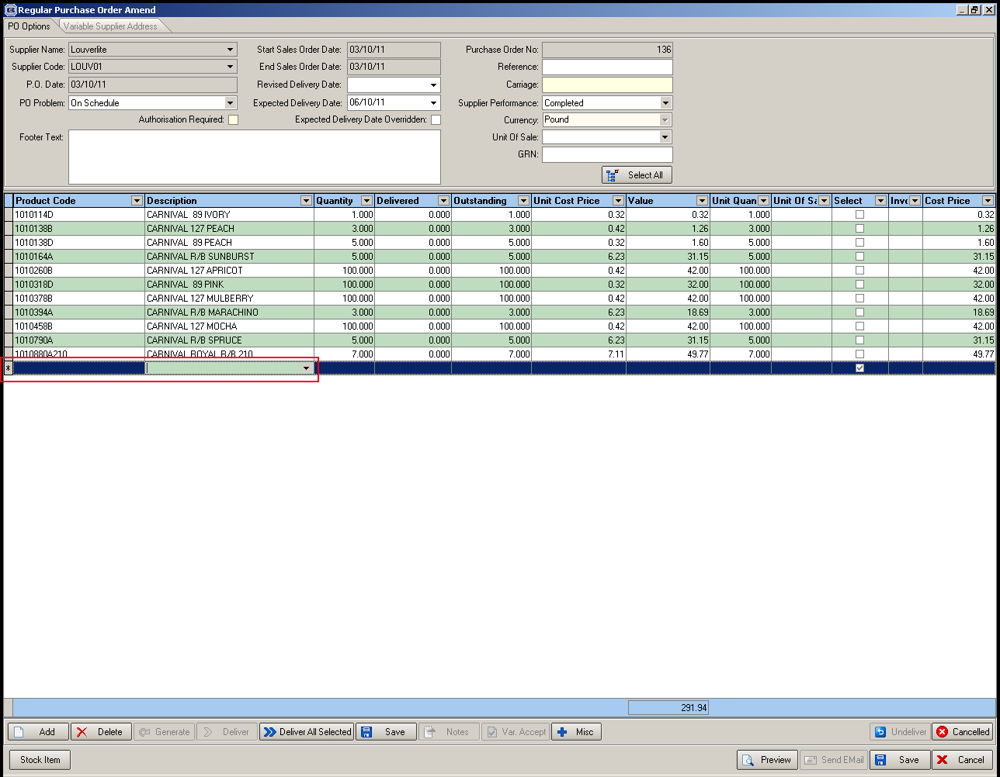 Regular Purchase Order Amend
PO Options Variable Supplier Address
Supplier Name: Louverlite Start Sales Order Date: 03/10/11 Purchase Order No: 136
Supplier Code: LOUV01 End Sales Order Date: 03/10/11 Reference:
P.O. Date: 03/10/11 Revised Delivery Date: Carriage:
PO Problem: On Schedule Expected Delivery Date: 06/10/11 Supplier Performance: Completed
Authorisation Required: Expected Delivery Date Overridden: Currency: Pound
Footer Text: Unit Of Sale:
GRN:
Select All
Product Code Description Quantity Delivered Outstanding Unit Cost Price Value Unit Quan Unit Of Sa Select Invc Cost Price
1010114D CARNIVAL 89 IVORY 1.000 0.000 1.000 0.32 0.32 1.000 0.32
1010138B CARNIVAL 127 PEACH 3.000 0.000 3.000 0.42 1.26 3.000 1.26
1010138D CARNIVAL 89 PEACH 5.000 0.000 5.000 0.32 1.60 5.000 1.60
1010164A CARNIVAL R/B SUNBURST 5.000 0.000 5.000 6.23 31.15 5.000 31.15
1010260B CARNIVAL 127 APRICOT 100.000 0.000 100.000 0.42 42.00 100.000 42.00
1010318D CARNIVAL 89 PINK 100.000 0.000 100.000 0.32 32.00 100.000 32.00
1010378B CARNIVAL 127 MULBERRY 100.000 0.000 100.000 0.42 42.00 100.000 42.00
1010394A CARNIVAL R/B MARACHINO 3.000 0.000 3.000 6.23 18.69 3.000 18.69
1010458B CARNIVAL 127 MOCHA 100.000 0.000 100.000 0.42 42.00 100.000 42.00
1010790A CARNIVAL R/B SPRUCE 5.000 0.000 5.000 6.23 31.15 5.000 31.15
1010880A210 CARNIVAL ROYAL R/B 210 7.000 0.000 7.000 7.11 49.77 7.000 49.77
*
291.94
Add Delete Generate Deliver Deliver All Selected Save Notes Var. Accept Misc Undeliver Cancelled
Stock Item Preview Send EMail Save Cancel